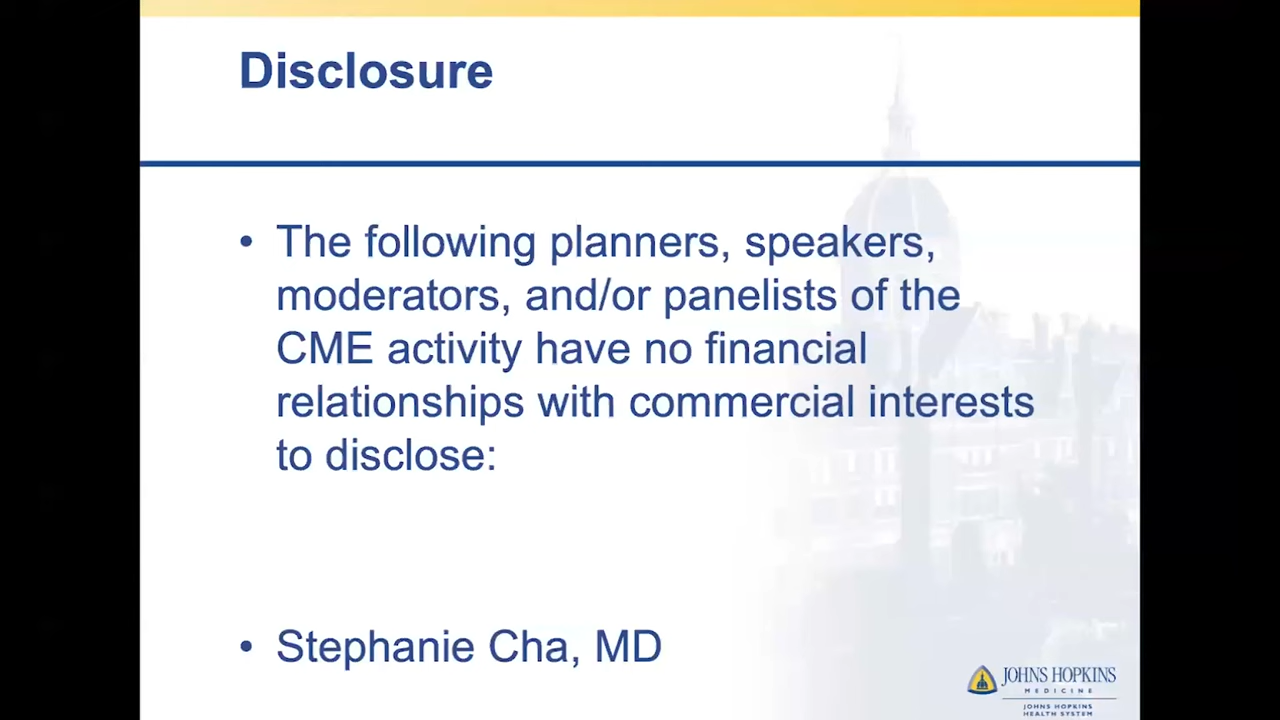 Disclosure
• The following planners, speakers,
moderators, and/or panelists of the
CME activity have no financial
relationships with commercial interests
to disclose:
• Stephanie Cha, MD
JOHNS HOPKINS
MEDICINE
JOHNS HOPKINS
HEALTH SYSTEM